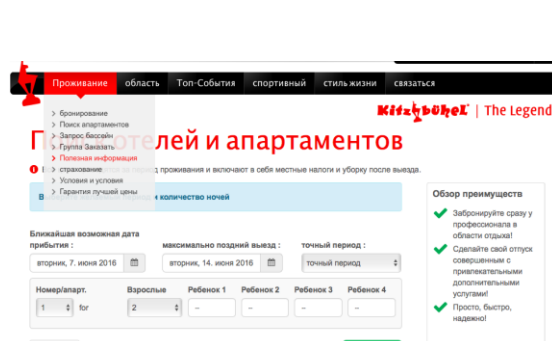 Проживание область Топ-События спортивный стиль жизни связаться
> бронирование
> Поиск апартаментов
> Запрос бассейн
> Группа Заказать
> Полезная информация
> страхование
> Условия и условия
> Гарантия лучшей цены
Kitzbühel | The Legend
отелей и апартаментов
проживания и включают в себя местные налоги и уборку после выезда.
и количество ночей
Ближайшая возможная дата прибытия :
вторник, 7. июня 2016
максимально поздний выезд :
вторник, 14. июня 2016
точный период :
точный период
Номер/апарт. Взрослые Ребенок 1 Ребенок 2 Ребенок 3 Ребенок 4
1 for 2 – – – –
Обзор преимуществ
Забронируйте сразу у
профессионала в
области отдыха!
Сделайте свой отпуск
совершенным с
привлекательными
дополнительными
услугами!
Просто, быстро,
надежно!